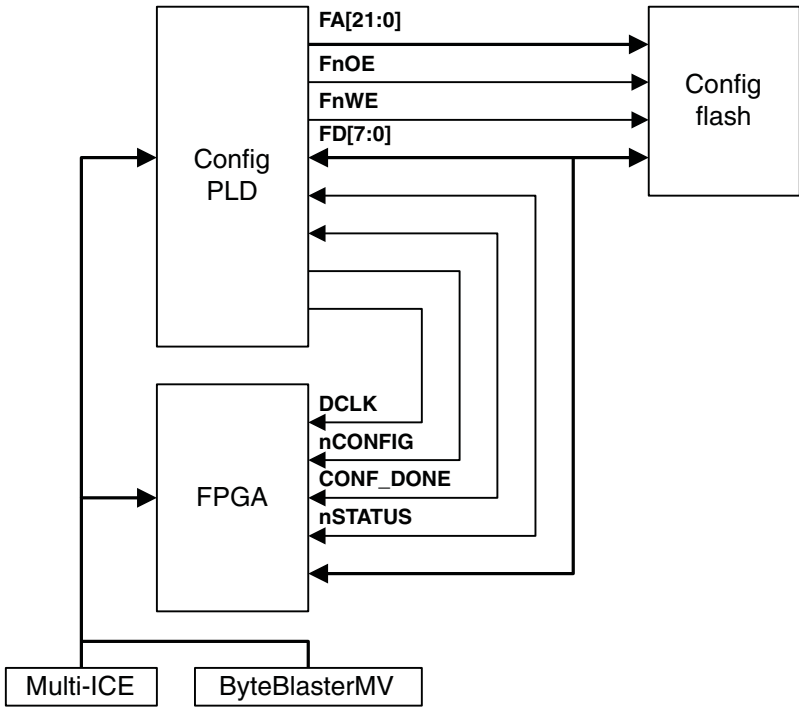 FA[21:0]
FnOE
FnWE
FD[7:0]
Config
PLD
Config
flash
DCLK
nCONFIG
CONF_DONE
nSTATUS
FPGA
Multi-ICE
ByteBlasterMV